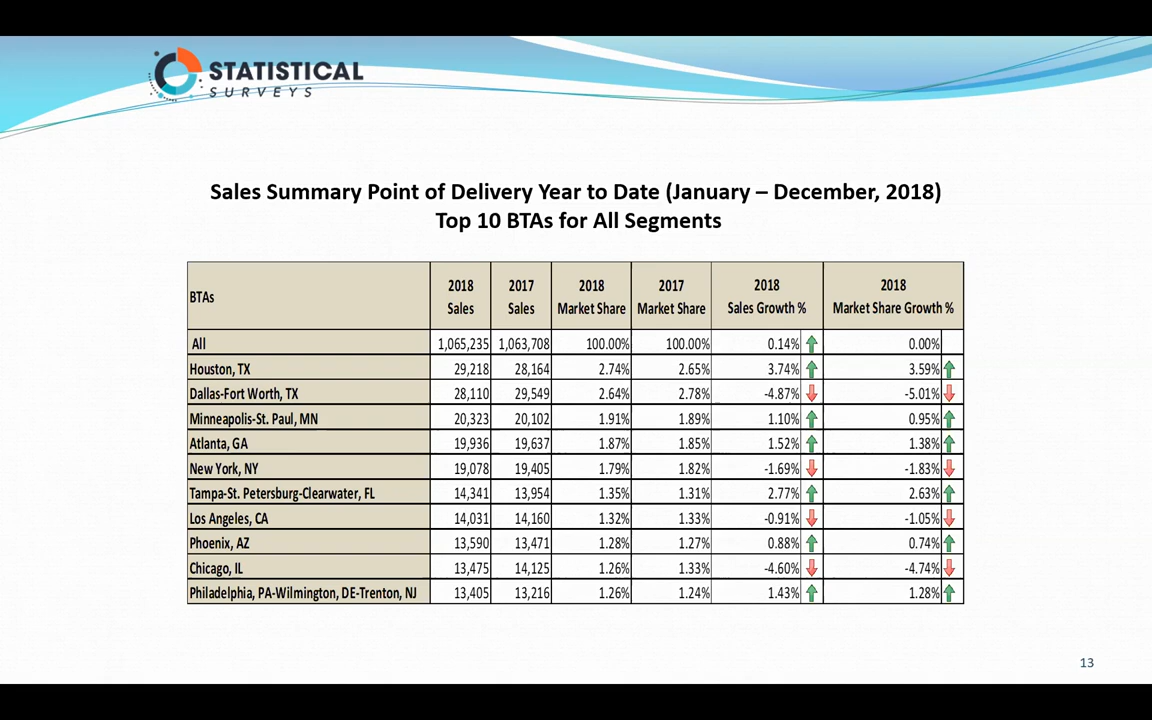 STATISTICAL
SURVEYS
Sales Summary Point of Delivery Year to Date (January – December, 2018)
Top 10 BTAs for All Segments
BTAs 2018 Sales 2017 Sales 2018 Market Share 2017 Market Share 2018 Sales Growth % 2018 Market Share Growth %
All 1,065,235 1,063,708 100.00% 100.00% 0.14% 0.00%
Houston, TX 29,218 28,164 2.74% 2.65% 3.74% 3.59%
Dallas-Fort Worth, TX 28,110 29,549 2.64% 2.78% -4.87% -5.01%
Minneapolis-St. Paul, MN 20,323 20,102 1.91% 1.89% 1.10% 0.95%
Atlanta, GA 19,936 19,637 1.87% 1.85% 1.52% 1.38%
New York, NY 19,078 19,405 1.79% 1.82% -1.69% -1.83%
Tampa-St. Petersburg-Clearwater, FL 14,341 13,954 1.35% 1.31% 2.77% 2.63%
Los Angeles, CA 14,031 14,160 1.32% 1.33% -0.91% -1.05%
Phoenix, AZ 13,590 13,471 1.28% 1.27% 0.88% 0.74%
Chicago, IL 13,475 14,125 1.26% 1.33% -4.60% -4.74%
Philadelphia, PA-Wilmington, DE-Trenton, NJ 13,405 13,216 1.26% 1.24% 1.43% 1.28%
13